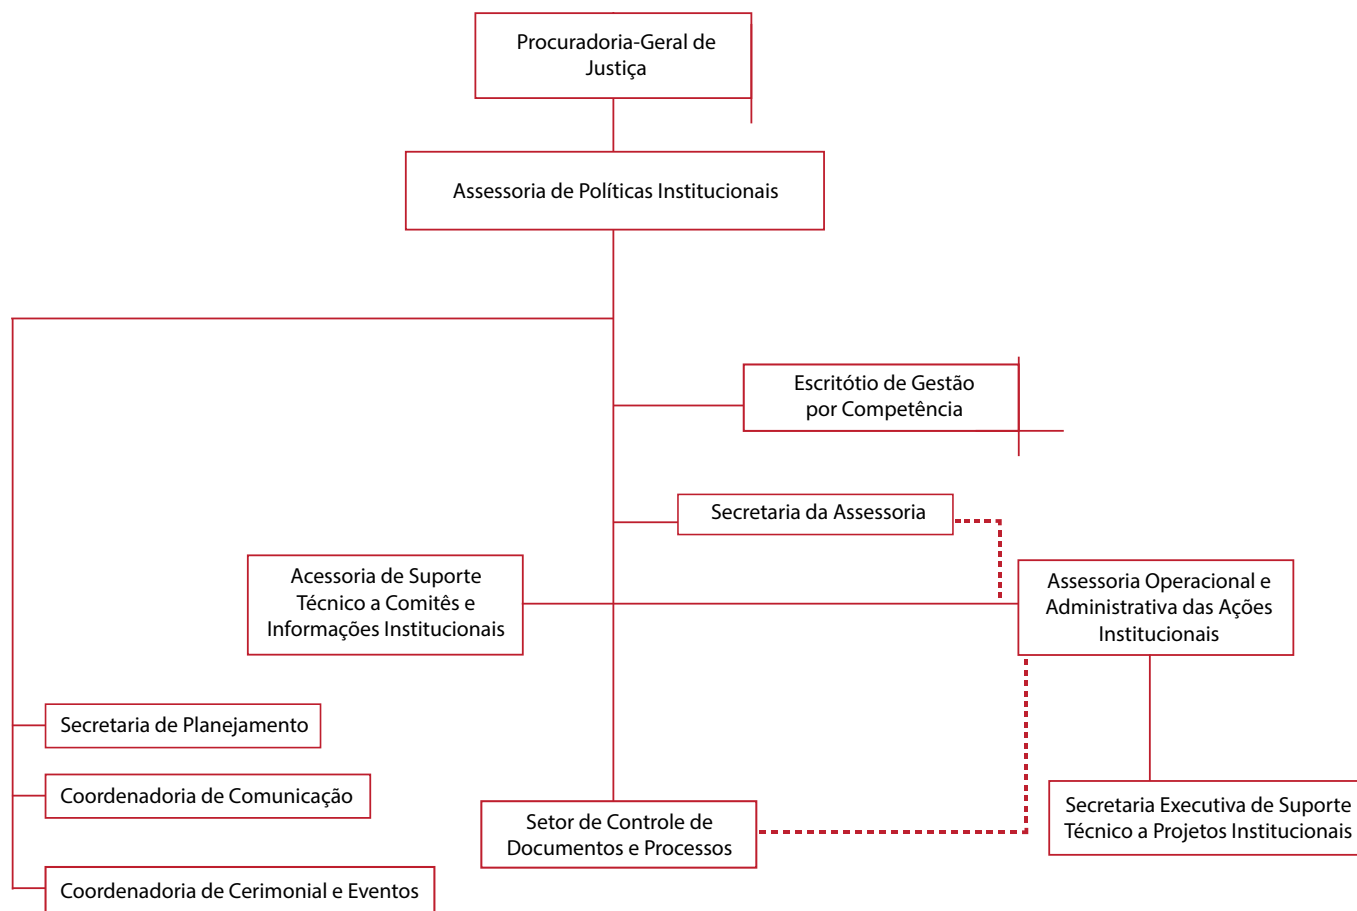 Procuradoria-Geral de
Justiça
Assessoria de Políticas Institucionais
Escritótio de Gestão
por Competência
Secretaria da Assessoria
Acessoria de Suporte
Técnico a Comitês e
Informações Institucionais
Assessoria Operacional e
Administrativa das Ações
Institucionais
Secretaria de Planejamento
Coordenadoria de Comunicação
Coordenadoria de Cerimonial e Eventos
Setor de Controle de
Documentos e Processos
Secretaria Executiva de Suporte
Técnico a Projetos Institucionais